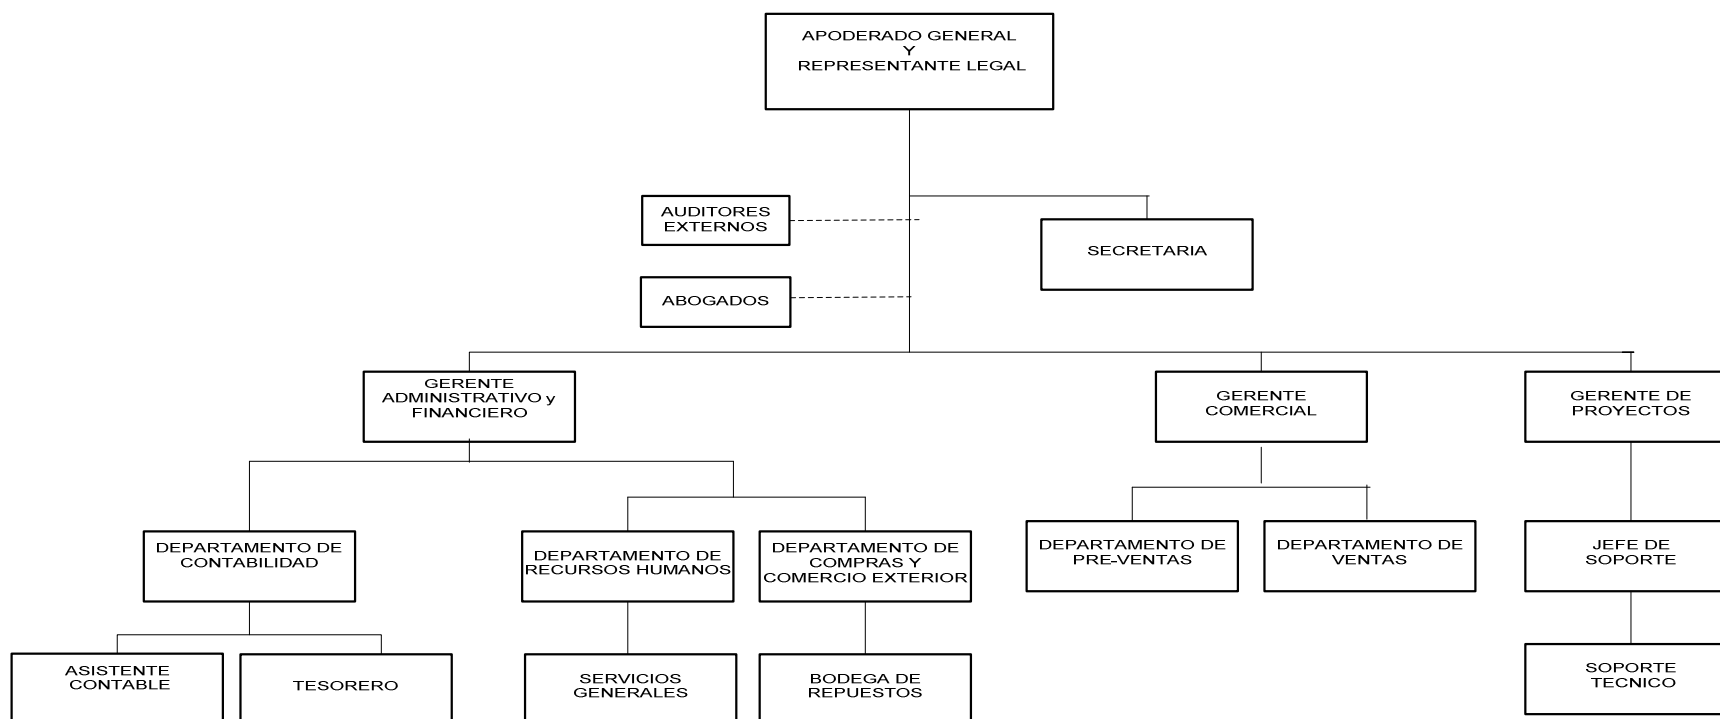 APODERADO GENERAL
Y
REPRESENTANTE LEGAL
AUDITORES
EXTERNOS
SECRETARIA
ABOGADOS
GERENTE
ADMINISTRATIVO y
FINANCIERO
GERENTE
COMERCIAL
GERENTE DE
PROYECTOS
DEPARTAMENTO DE
CONTABILIDAD
DEPARTAMENTO DE
RECURSOS HUMANOS
DEPARTAMENTO DE
COMPRAS Y
COMERCIO EXTERIOR
DEPARTAMENTO DE
PRE-VENTAS
DEPARTAMENTO DE
VENTAS
JEFE DE
SOPORTE
ASISTENTE
CONTABLE
TESORERO
SERVICIOS
GENERALES
BODEGA DE
REPUESTOS
SOPORTE
TECNICO